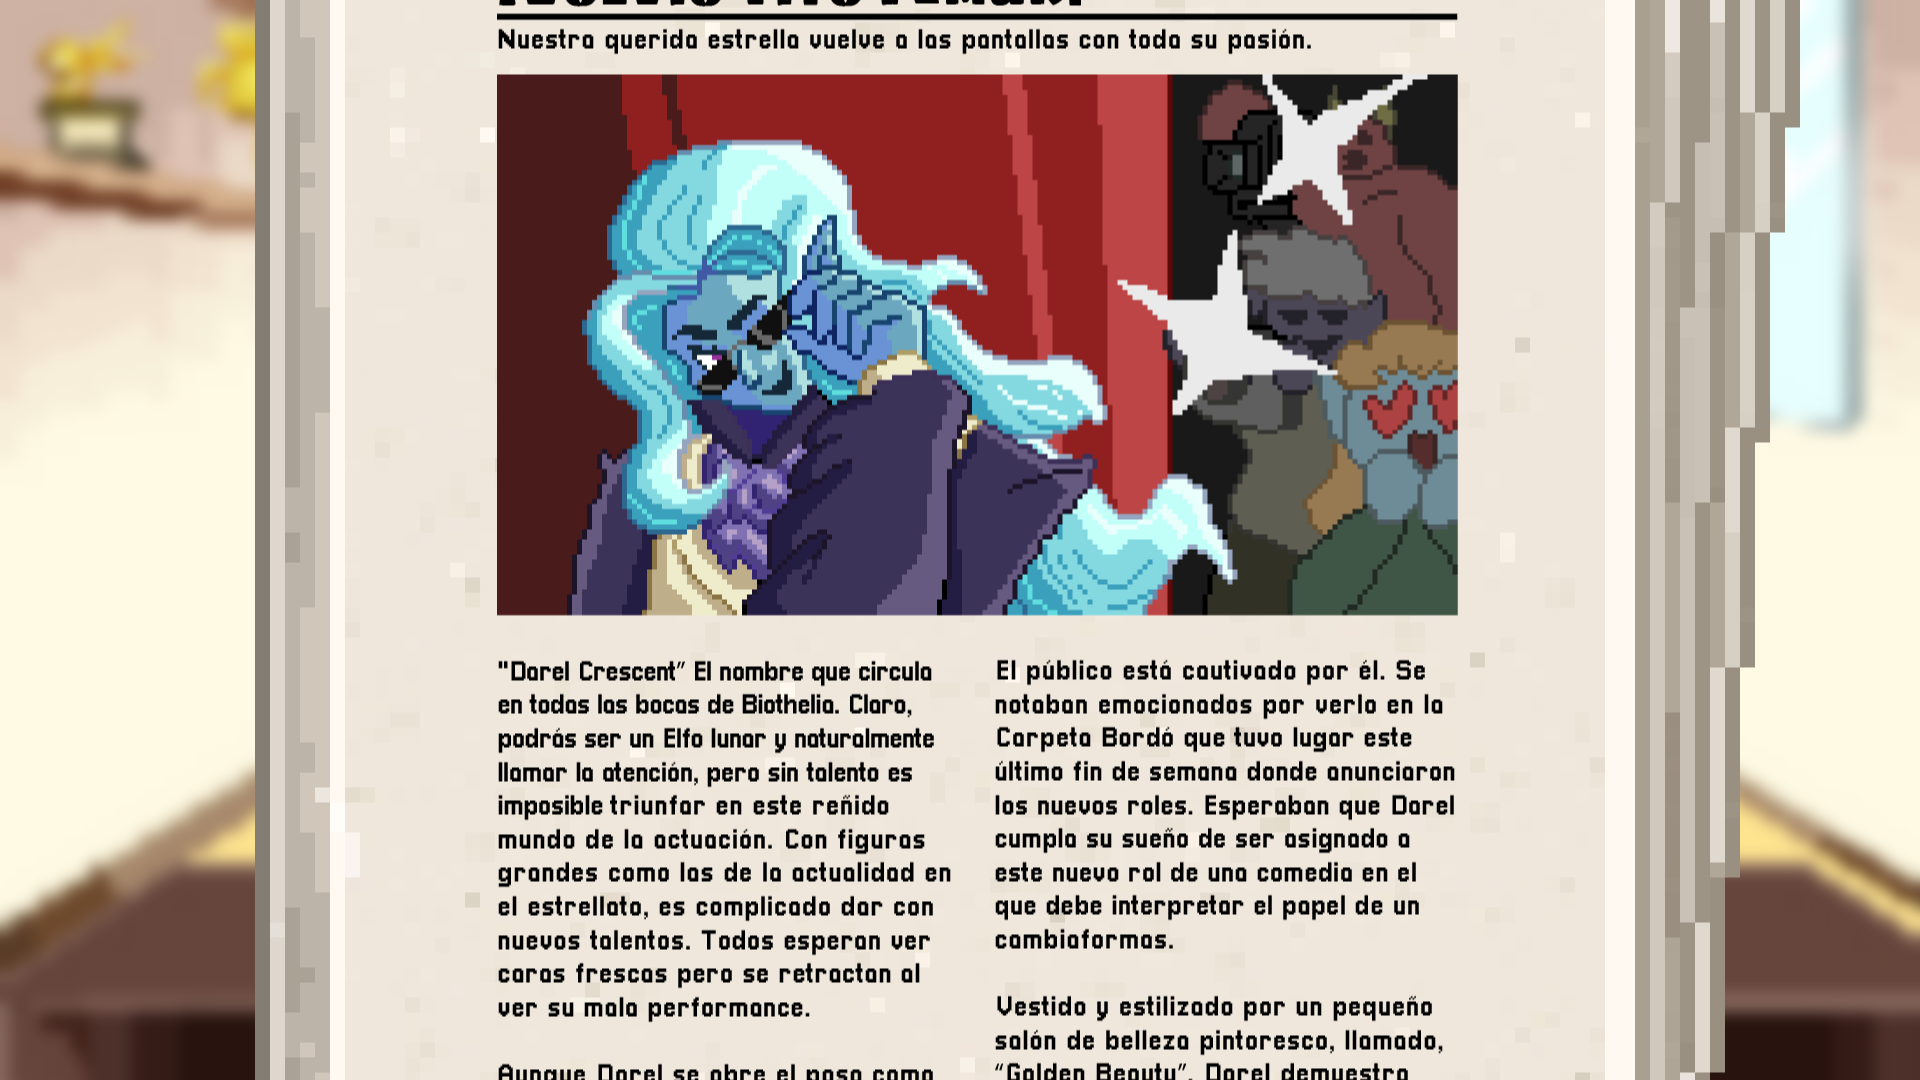 Nuestra querida estrella vuelve a las pantallas con toda su pasión.
"Darel Crescent" El nombre que circula
en todas las bocas de Biothelia. Claro,
podrás ser un Elfo lunar y naturalmente
llamar la atención, pero sin talento es
imposible triunfar en este reñido
mundo de la actuación. Con figuras
grandes como las de la actualidad en
el estrellato, es complicado dar con
nuevos talentos. Todos esperan ver
caras frescas pero se retractan al
ver su mala performance.
Aunque Darel se abre el paso como
El público está cautivado por él. Se
notaban emocionados por verlo en la
Carpeta Bordó que tuvo lugar este
último fin de semana donde anunciaron
los nuevos roles. Esperaban que Darel
cumpla su sueño de ser asignado a
este nuevo rol de una comedia en el
que debe interpretar el papel de un
cambiaformas.
Vestido y estilizado por un pequeño
salón de belleza pintoresco, llamado,
"Golden Beauty", Darel demuestra